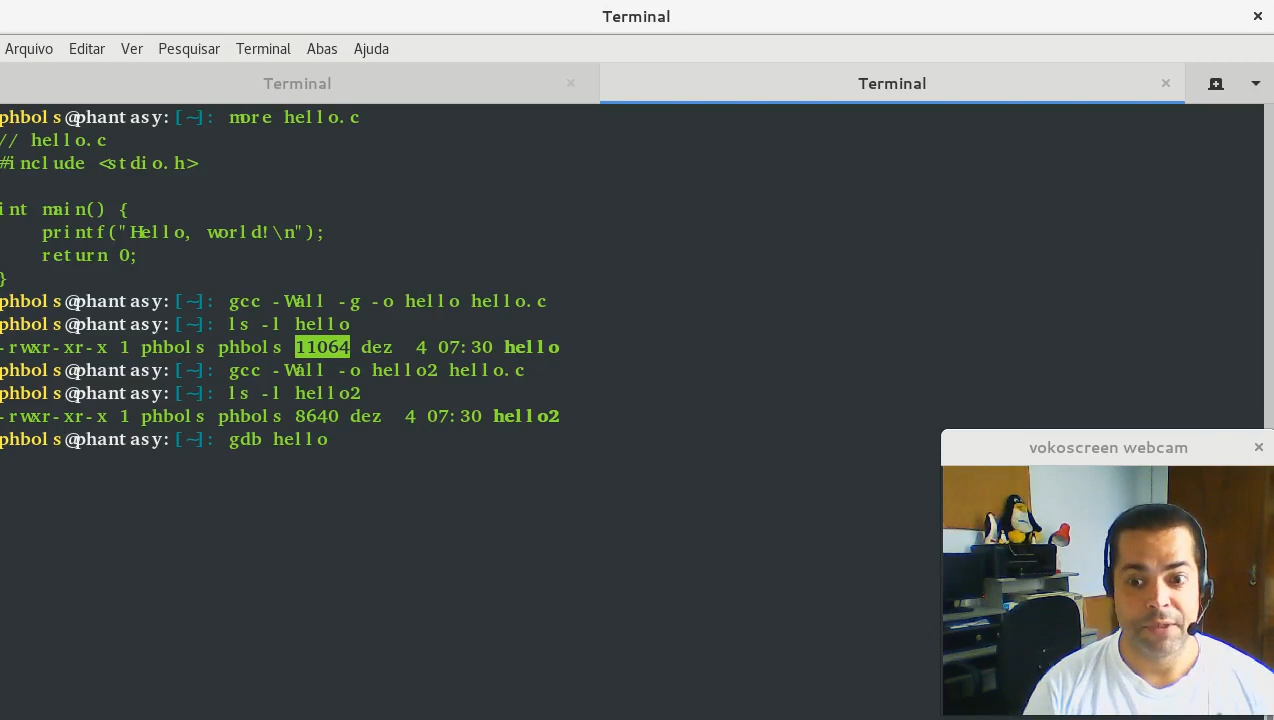 Terminal
Arquivo Editar Ver Pesquisar Terminal Abas Ajuda
Terminal Terminal
phbols@phantasy:[~]: more hello.c
// hello.c
#include <stdio.h>
int main() {
printf("Hello, world!\n");
return 0;
}
phbols@phantasy:[~]: gcc -Wall -g -o hello hello.c
phbols@phantasy:[~]: ls -l hello
-rwxr-xr-x 1 phbols phbols 11064 dez 4 07:30 hello
phbols@phantasy:[~]: gcc -Wall -o hello2 hello.c
phbols@phantasy:[~]: ls -l hello2
-rwxr-xr-x 1 phbols phbols 8640 dez 4 07:30 hello2
phbols@phantasy:[~]: gdb hello
vokoscreen webcam